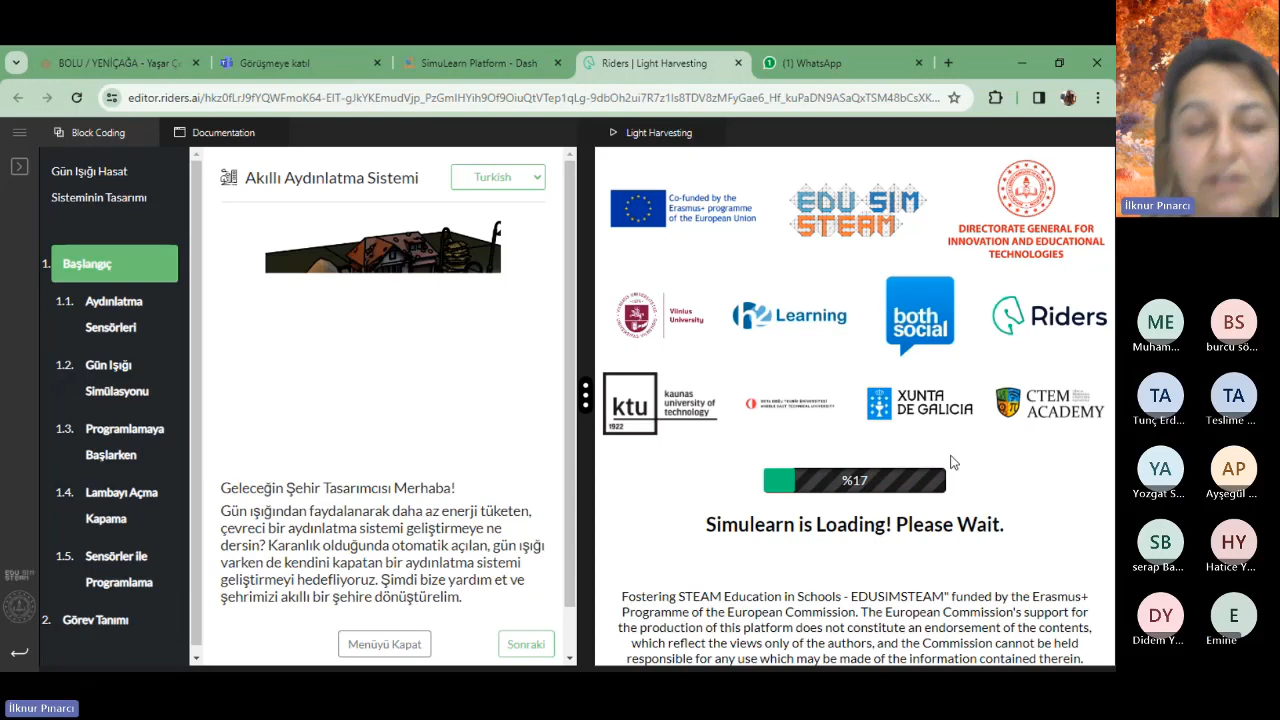 BOLU / YENİÇAĞA - Yaşar Ç
Görüşmeye katıl
SimuLearn Platform - Dash
Riders | Light Harvesting
(1) WhatsApp
Block Coding
Documentation
Light Harvesting
Gün Işığı Hasat
Sisteminin Tasarımı
1. Başlangıç
1.1. Aydınlatma
Sensörleri
1.2. Gün Işığı
Simülasyonu
1.3. Programlamaya
Başlarken
1.4. Lambayı Açma
Kapama
1.5. Sensörler ile
Programlama
2. Görev Tanımı
Akıllı Aydınlatma Sistemi
Turkish
Geleceğin Şehir Tasarımcısı Merhaba!
Gün ışığından faydalanarak daha az enerji tüketen,
çevreci bir aydınlatma sistemi geliştirmeye ne
dersin? Karanlık olduğunda otomatik açılan, gün ışığı
varken de kendini kapatan bir aydınlatma sistemi
geliştirmeyi hedefliyoruz. Şimdi bize yardım et ve
şehrimizi akıllı bir şehire dönüştürelim.
Menüyü Kapat
Sonraki
Co-funded by the
Erasmus+ programme
of the European Union
EDU SIM
STEAM
DIRECTORATE GENERAL FOR
INNOVATION AND EDUCATIONAL
TECHNOLOGIES
Vilnius
University
h2 Learning
both
social
Riders
ktu
1922
kaunas
university of
technology
XUNTA
DE GALICIA
CTEM
ACADEMY
%17
Simulearn is Loading! Please Wait.
Fostering STEAM Education in Schools - EDUSIMSTEAM" funded by the Erasmus+
Programme of the European Commission. The European Commission's support for
the production of this platform does not constitute an endorsement of the contents,
which reflect the views only of the authors, and the Commission cannot be held
responsible for any use which may be made of the information contained therein.
İlknur Pınarcı
ME
Muham...
BS
burcu sö...
TA
Tunç Erd...
TA
Teslime ...
YA
Yozgat S...
AP
Ayşegül ...
SB
serap Ba...
HY
Hatice Y...
DY
Didem Y...
E
Emine
EDU SIM
STEAM
İlknur Pınarcı